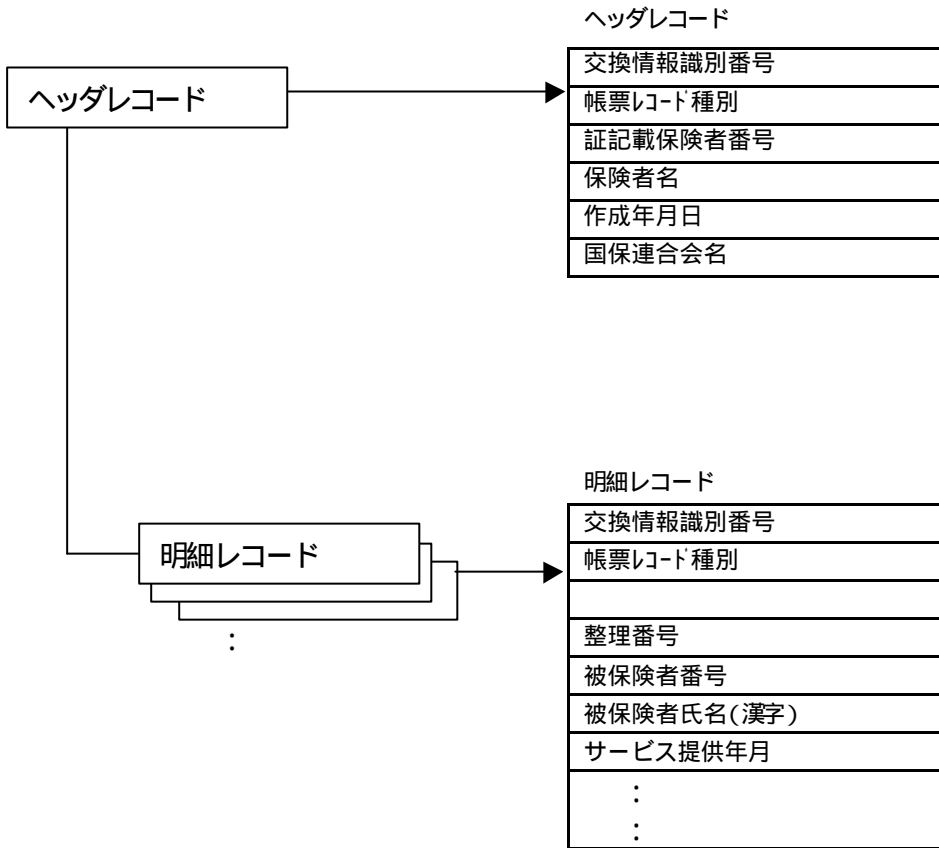 ヘッダレコード
ヘッダレコード
交換情報識別番号
帳票ﾚｺｰﾄﾞ種別
証記載保険者番号
保険者名
作成年月日
国保連合会名
明細レコード
明細レコード
：
交換情報識別番号
帳票ﾚｺｰﾄﾞ種別
整理番号
被保険者番号
被保険者氏名(漢字)
サービス提供年月
：
：